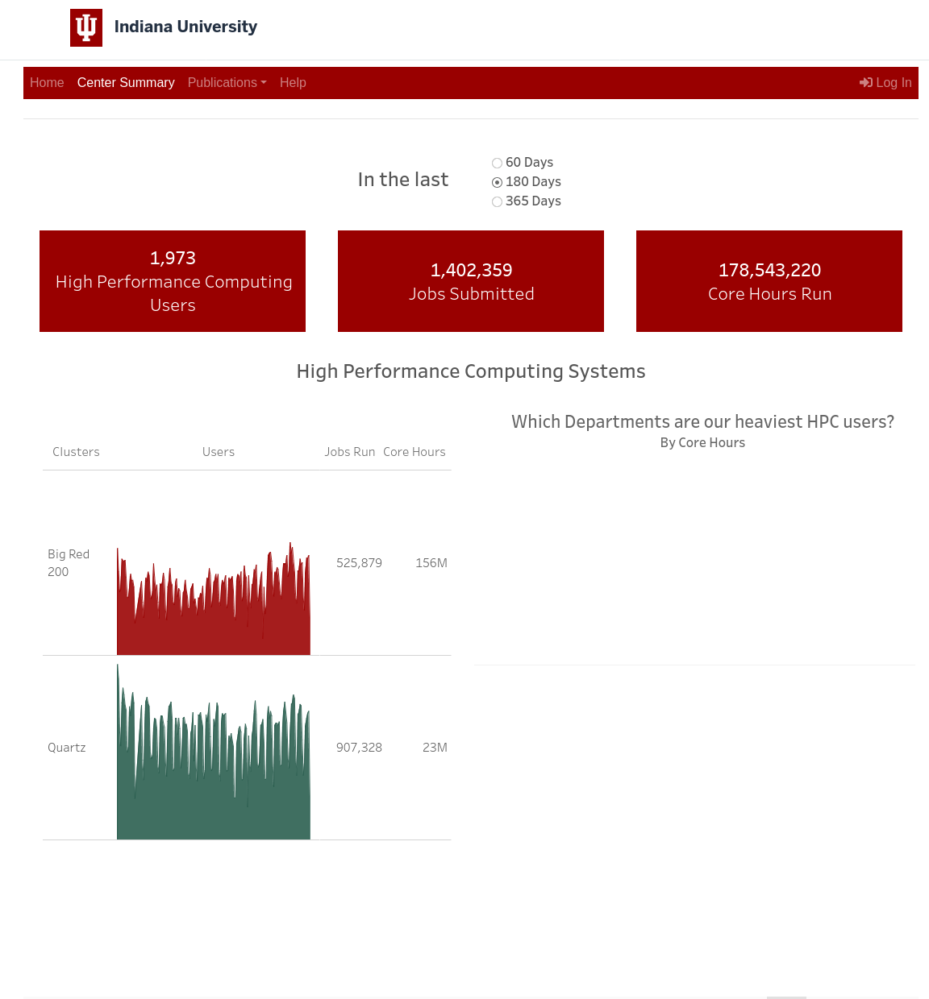 Indiana University
Home Center Summary Publications Help Log In
In the last
60 Days
180 Days
365 Days
1,973
High Performance Computing
Users
1,402,359
Jobs Submitted
178,543,220
Core Hours Run
High Performance Computing Systems
Clusters Users Jobs Run Core Hours
Big Red
200
525,879 156M
Quartz 907,328 23M
Which Departments are our heaviest HPC users?
By Core Hours